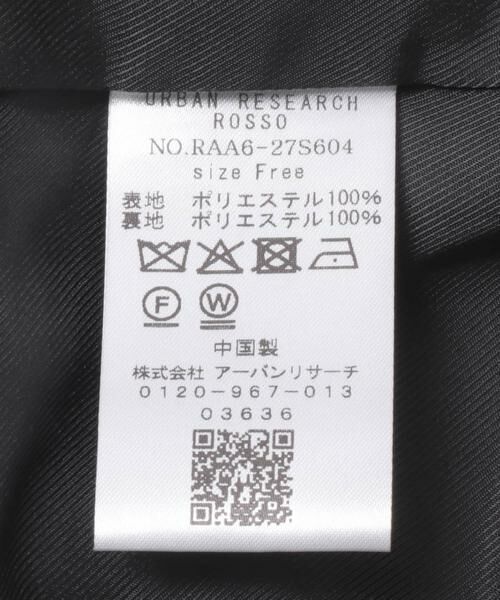 URBAN RESEARCH
ROSSO
NO.RAA6-27S604
size Free
表地 ポリエステル100%
裏地 ポリエステル100%
F W
中国製
株式会社 アーバンリサーチ
0120-967-013
03636